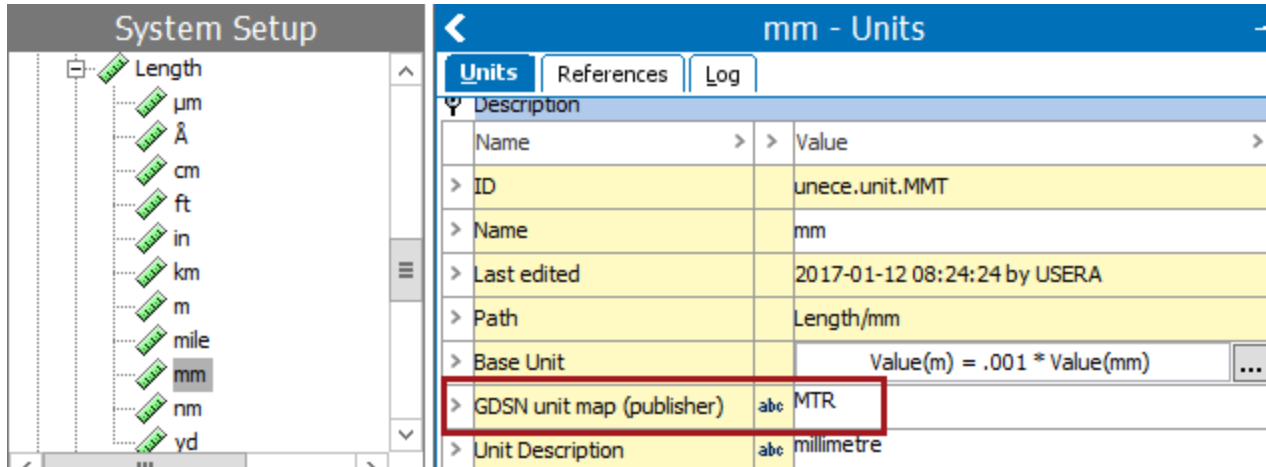 System Setup
Length
µm
Å
cm
ft
in
km
m
mile
mm
nm
yd
mm - Units
Units References Log
Description
Name > > Value >
> ID unece.unit.MMT
> Name mm
> Last edited 2017-01-12 08:24:24 by USERA
> Path Length/mm
> Base Unit Value(m) = .001 * Value(mm) ...
> GDSN unit map (publisher) abc MTR
> Unit Description abc millimetre